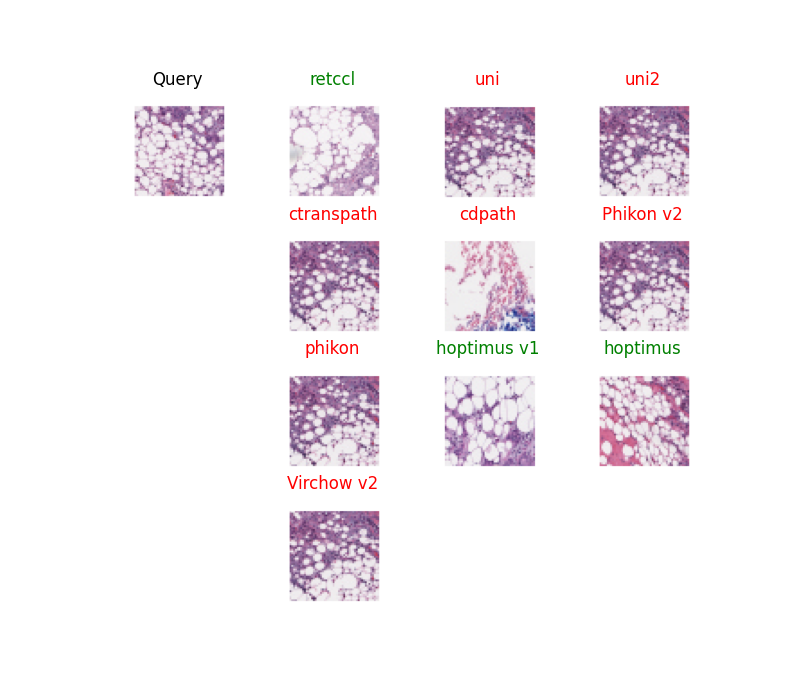 Query retccl uni uni2
ctranspath cdpath Phikon v2
phikon hoptimus v1 hoptimus
Virchow v2